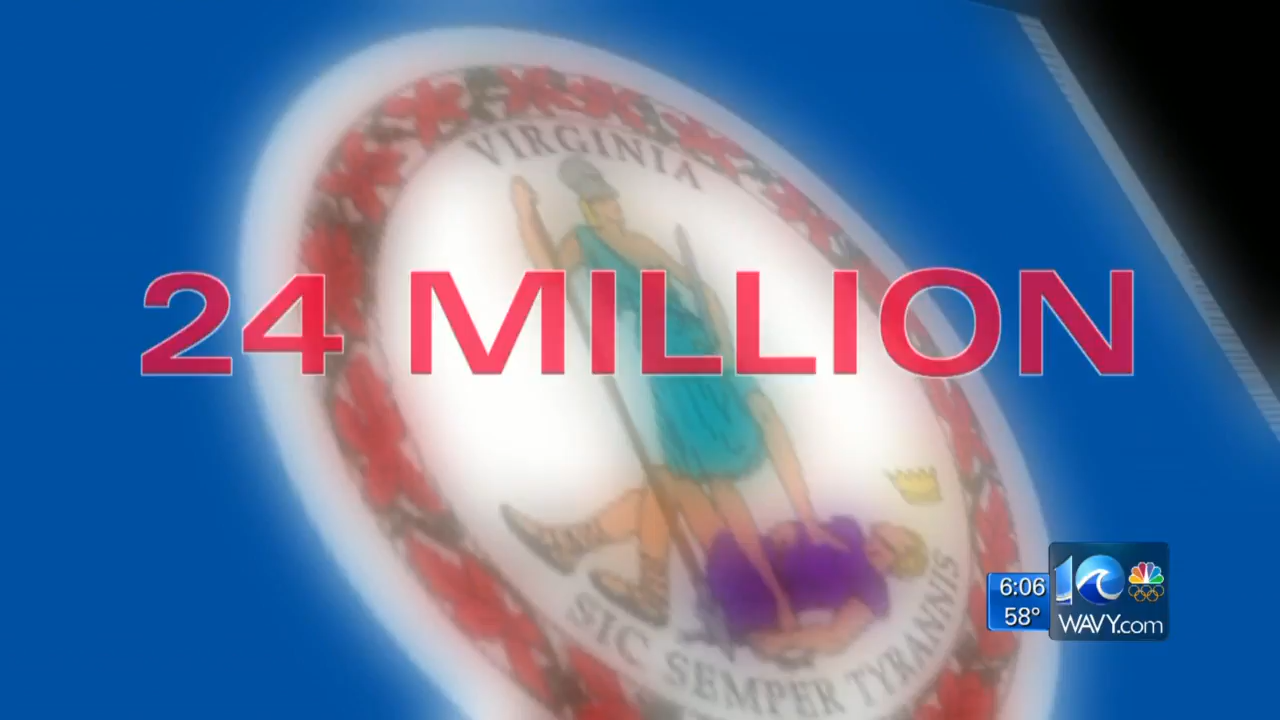 VIRGINIA
24 MILLION
SIC SEMPER TYRANNIS
6:06
58°
10
WAVY.com